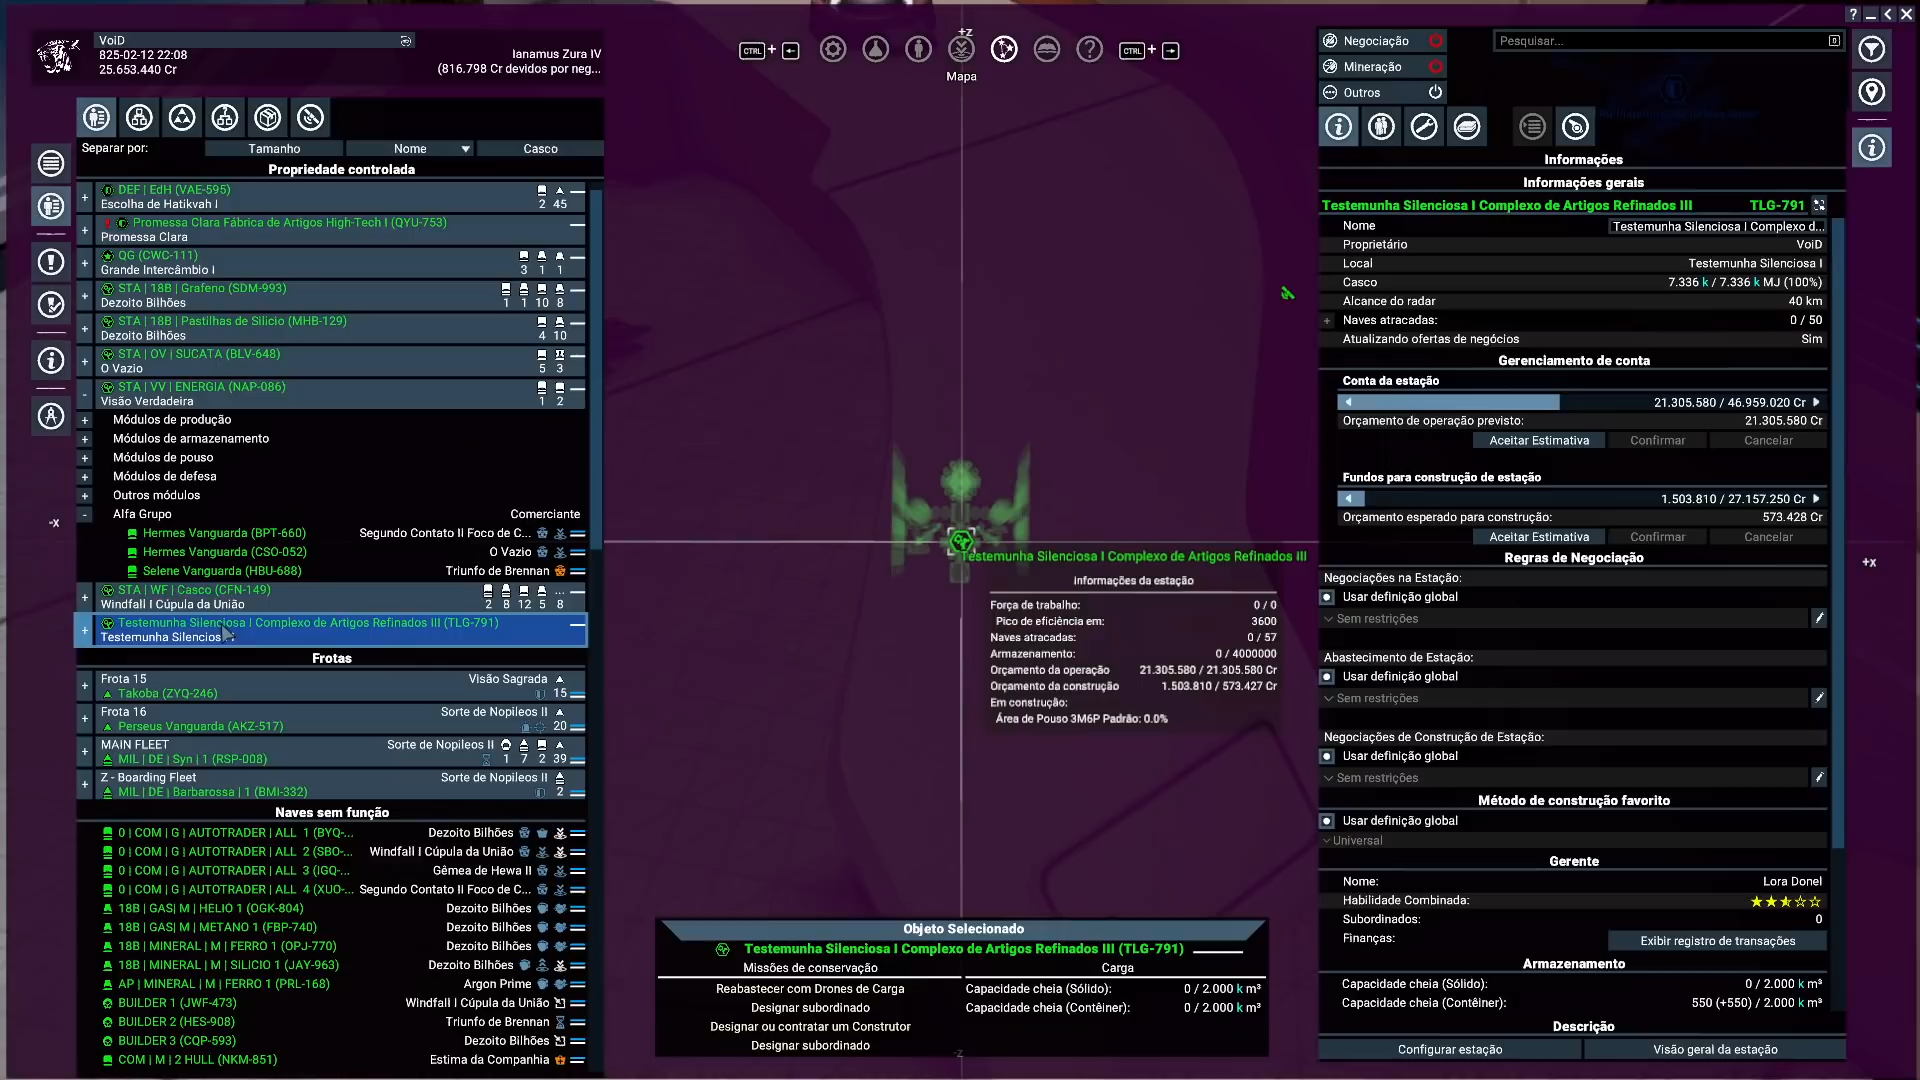 VoiD
825-02-12 22:08
25.653.440 Cr
Ianamus Zura IV
(816.798 Cr devidos por neg...
CTRL +
+Z
Mapa
CTRL +
Separar por:
Tamanho
Nome
Casco
Propriedade controlada
DEF | EdH (VAE-595)
Escolha de Hatikvah I
2 45
Promessa Clara Fábrica de Artigos High-Tech I (QYU-753)
Promessa Clara
QG (CWC-111)
Grande Intercâmbio I
3 1 1
STA | 18B | Grafeno (SDM-993)
Dezoito Bilhões
1 1 10 8
STA | 18B | Pastilhas de Silicio (MHB-129)
Dezoito Bilhões
4 10
STA | OV | SUCATA (BLV-648)
O Vazio
5 3
STA | VV | ENERGIA (NAP-086)
Visão Verdadeira
1 2
+ Módulos de produção
+ Módulos de armazenamento
+ Módulos de pouso
+ Módulos de defesa
+ Outros módulos
- Alfa Grupo Comerciante
Hermes Vanguarda (BPT-660) Segundo Contato II Foco de C...
Hermes Vanguarda (CSO-052) O Vazio
Selene Vanguarda (HBU-688) Triunfo de Brennan
STA | WF | Casco (CFN-149)
Windfall I Cúpula da União
2 8 12 5 8
Testemunha Silenciosa I Complexo de Artigos Refinados III (TLG-791)
Testemunha Silencios
Frotas
Frota 15 Visão Sagrada
Takoba (ZYQ-246) 15
Frota 16 Sorte de Nopileos II
Perseus Vanguarda (AKZ-517) 20
MAIN FLEET Sorte de Nopileos II
MIL | DE | Syn | 1 (RSP-008) 1 7 2 39
Z - Boarding Fleet Sorte de Nopileos II
MIL | DE | Barbarossa | 1 (BMI-332) 2
Naves sem função
0 | COM | G | AUTOTRADER | ALL 1 (BYQ-... Dezoito Bilhões
0 | COM | G | AUTOTRADER | ALL 2 (SBO-... Windfall I Cúpula da União
0 | COM | G | AUTOTRADER | ALL 3 (IGQ-... Gêmea de Hewa II
0 | COM | G | AUTOTRADER | ALL 4 (XUO-... Segundo Contato II Foco de C...
18B | GAS| M | HELIO 1 (OGK-804) Dezoito Bilhões
18B | GAS| M | METANO 1 (FBP-740) Dezoito Bilhões
18B | MINERAL | M | FERRO 1 (OPJ-770) Dezoito Bilhões
18B | MINERAL | M | SILICIO 1 (JAY-963) Dezoito Bilhões
AP | MINERAL | M | FERRO 1 (PRL-168) Argon Prime
BUILDER 1 (JWF-473) Windfall I Cúpula da União
BUILDER 2 (HES-908) Triunfo de Brennan
BUILDER 3 (CQP-593) Dezoito Bilhões
COM | M | 2 HULL (NKM-851) Estima da Companhia
-X
+X
Testemunha Silenciosa I Complexo de Artigos Refinados III
Informações da estação
Força de trabalho: 0 / 0
Pico de eficiência em: 3600
Naves atracadas: 0 / 57
Armazenamento: 0 / 4000000
Orçamento da operação 21.305.580 / 21.305.580 Cr
Orçamento da construção 1.503.810 / 573.427 Cr
Em construção:
Área de Pouso 3M6P Padrão: 0.0%
Objeto Selecionado
Testemunha Silenciosa I Complexo de Artigos Refinados III (TLG-791)
Missões de conservação Carga
Reabastecer com Drones de Carga Capacidade cheia (Sólido): 0 / 2.000 k m³
Designar subordinado Capacidade cheia (Contêiner): 0 / 2.000 k m³
Designar ou contratar um Construtor
Designar subordinado
-Z
Negociação
Mineração
Outros
Pesquisar...
Informações
Informações gerais
Testemunha Silenciosa I Complexo de Artigos Refinados III TLG-791
Nome Testemunha Silenciosa I Complexo d...
Proprietário VoiD
Local Testemunha Silenciosa I
Casco 7.336 k / 7.336 k MJ (100%)
Alcance do radar 40 km
+ Naves atracadas: 0 / 50
Atualizando ofertas de negócios Sim
Gerenciamento de conta
Conta da estação
21.305.580 / 46.959.020 Cr
Orçamento de operação previsto: 21.305.580 Cr
Aceitar Estimativa Confirmar Cancelar
Fundos para construção de estação
1.503.810 / 27.157.250 Cr
Orçamento esperado para construção: 573.428 Cr
Aceitar Estimativa Confirmar Cancelar
Regras de Negociação
Negociações na Estação:
Usar definição global
Sem restrições
Abastecimento de Estação:
Usar definição global
Sem restrições
Negociações de Construção de Estação:
Usar definição global
Sem restrições
Método de construção favorito
Usar definição global
Universal
Gerente
Nome: Lora Donel
Habilidade Combinada:
Subordinados: 0
Finanças: Exibir registro de transações
Armazenamento
Capacidade cheia (Sólido): 0 / 2.000 k m³
Capacidade cheia (Contêiner): 550 (+550) / 2.000 k m³
Descrição
Configurar estação Visão geral da estação